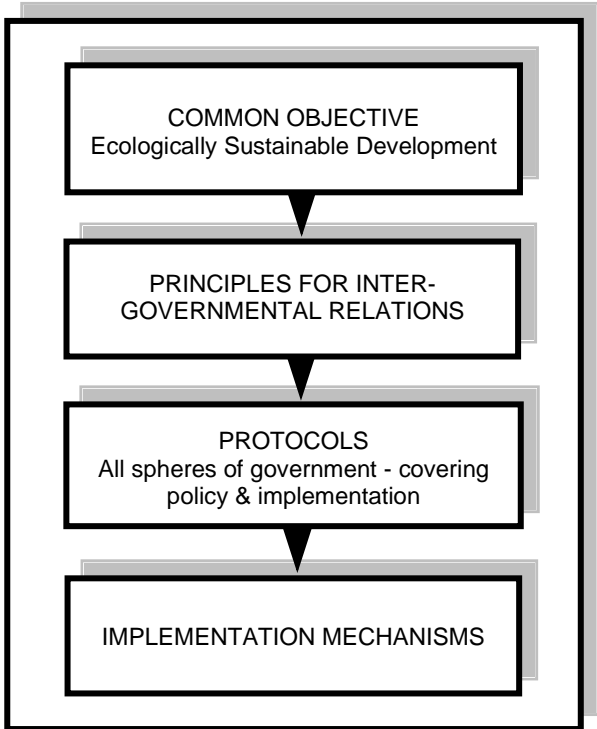 COMMON OBJECTIVE
Ecologically Sustainable Development
PRINCIPLES FOR INTER-
GOVERNMENTAL RELATIONS
PROTOCOLS
All spheres of government - covering
policy & implementation
IMPLEMENTATION MECHANISMS